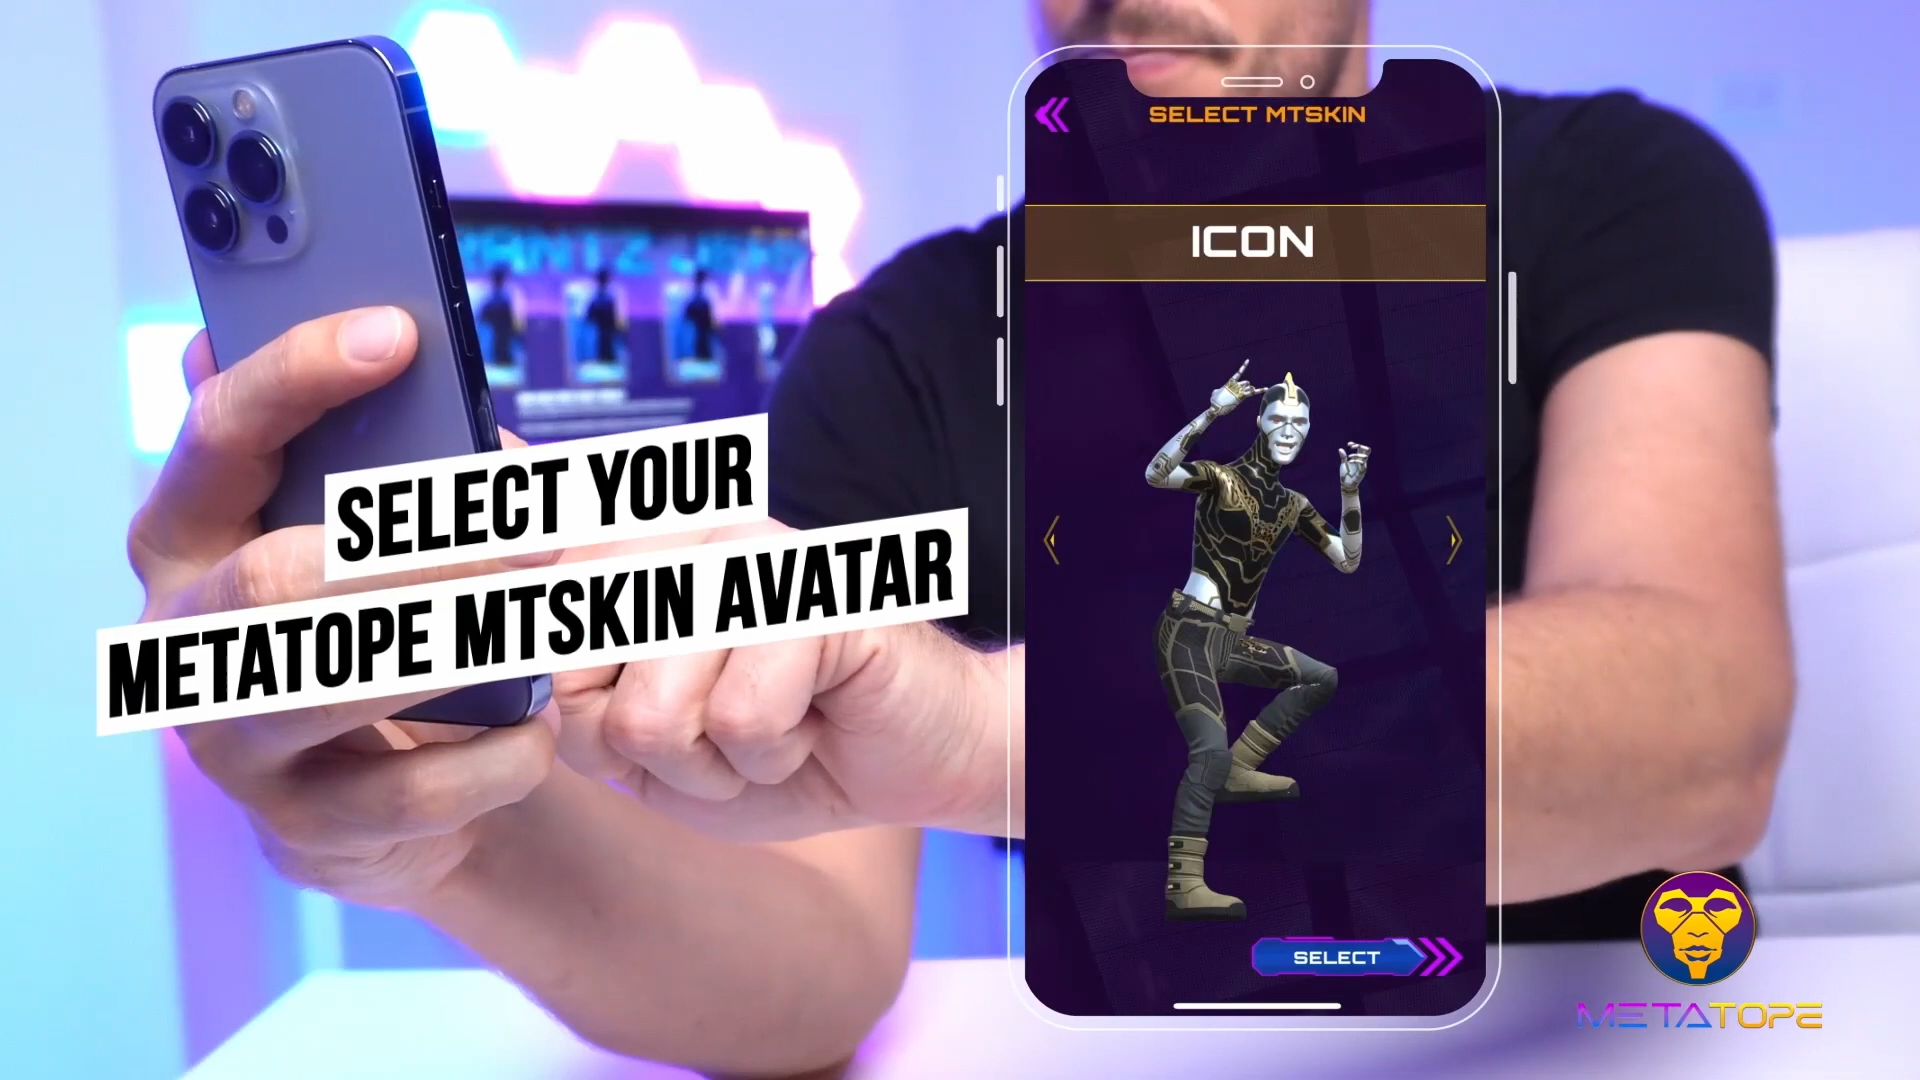 SELECT MTSKIN
ICON
SELECT YOUR
METATOPE MTSKIN AVATAR
SELECT
METATOPE